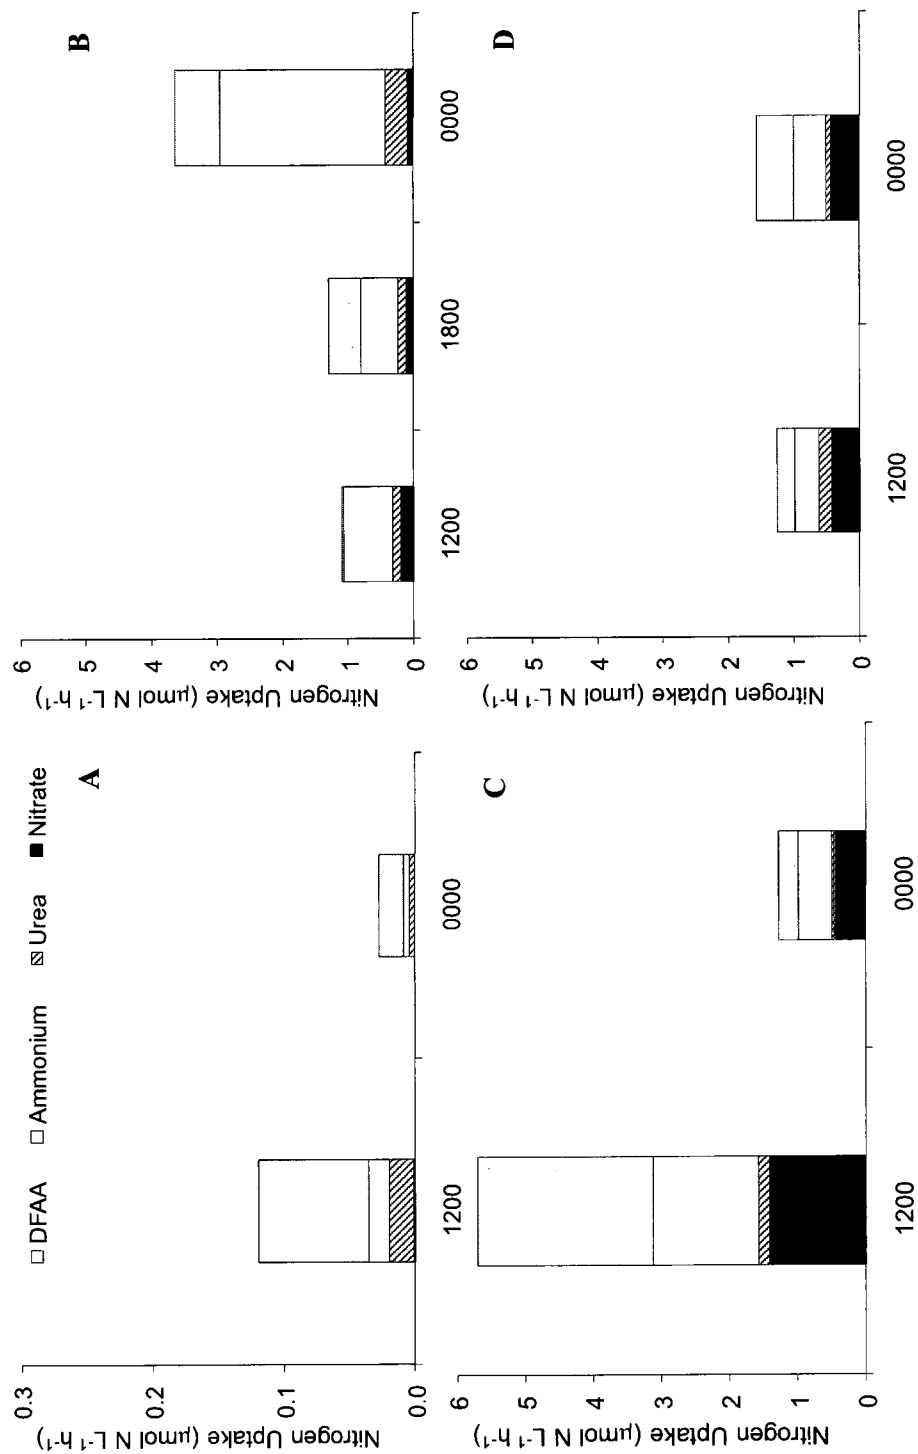 □ DFAA □ Ammonium ▨ Urea ■ Nitrate
A
Nitrogen Uptake (µmol N L-1 h-1)
0.3
0.2
0.1
0.0
1200 0000
B
Nitrogen Uptake (µmol N L-1 h-1)
6
5
4
3
2
1
0
1200 1800 0000
C
Nitrogen Uptake (µmol N L-1 h-1)
6
5
4
3
2
1
0
1200 0000
D
Nitrogen Uptake (µmol N L-1 h-1)
6
5
4
3
2
1
0
1200 0000